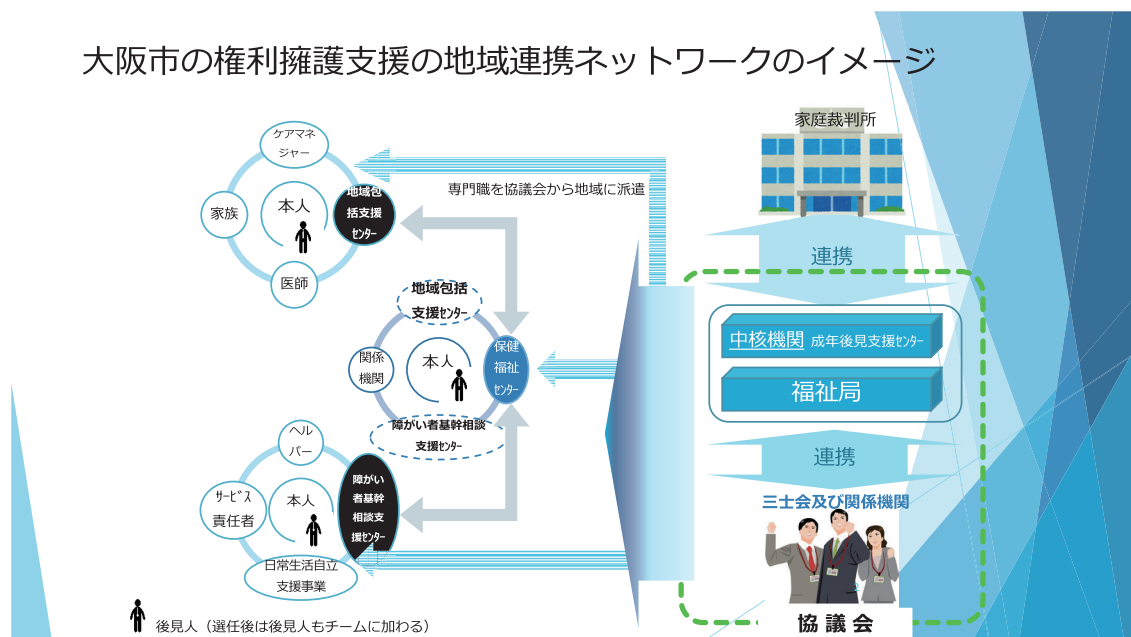 大阪市の権利擁護支援の地域連携ネットワークのイメージ
ケアマネ
ジャー
家族
本人
地域包
括支援
ｾﾝﾀｰ
医師
専門職を協議会から地域に派遣
家庭裁判所
連携
地域包括
支援ｾﾝﾀｰ
関係
機関
本人
保健
福祉
ｾﾝﾀｰ
障がい者基幹相談
支援ｾﾝﾀｰ
中核機関 成年後見支援ｾﾝﾀｰ
福祉局
連携
三士会及び関係機関
協議会
ヘル
パー
ｻｰﾋﾞｽ
責任者
本人
障がい
者基幹
相談支
援ｾﾝﾀｰ
日常生活自立
支援事業
後見人（選任後は後見人もチームに加わる）